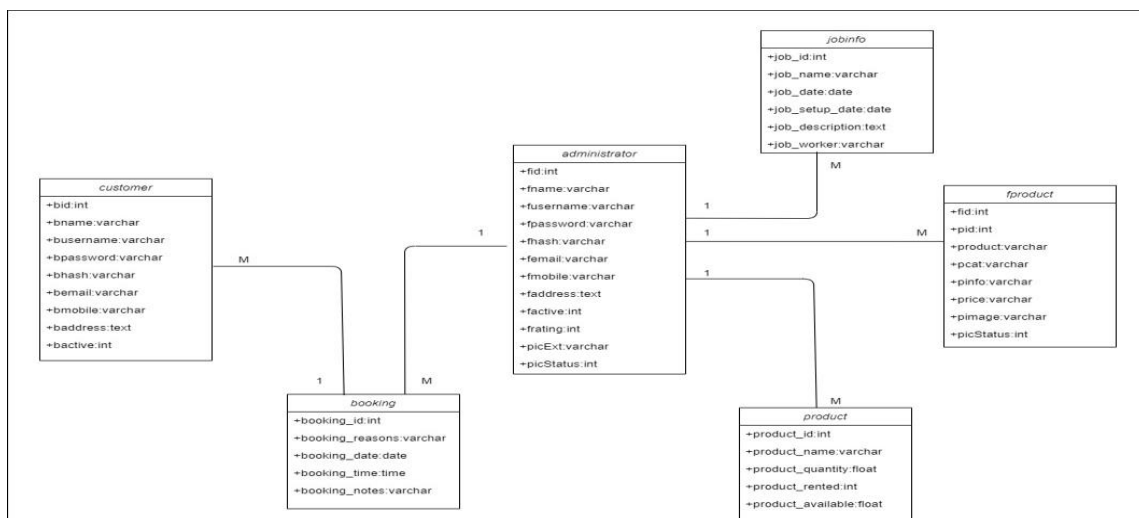 jobinfo
+job_id:int
+job_name:varchar
+job_date:date
+job_setup_date:date
+job_description:text
+job_worker:varchar
M
administrator
+fid:int
+fname:varchar
+fusername:varchar
+fpassword:varchar
+fhash:varchar
+femail:varchar
+fmobile:varchar
+faddress:text
+factive:int
+frating:int
+picExt:varchar
+picStatus:int
1
1
M
1
1
customer
+bid:int
+bname:varchar
+busername:varchar
+bpassword:varchar
+bhash:varchar
+bemail:varchar
+bmobile:varchar
+baddress:text
+bactive:int
M
fproduct
+fid:int
+pid:int
+product:varchar
+pcat:varchar
+pinfo:varchar
+price:varchar
+pimage:varchar
+picStatus:int
1
M
booking
+booking_id:int
+booking_reasons:varchar
+booking_date:date
+booking_time:time
+booking_notes:varchar
M
product
+product_id:int
+product_name:varchar
+product_quantity:float
+product_rented:int
+product_available:float